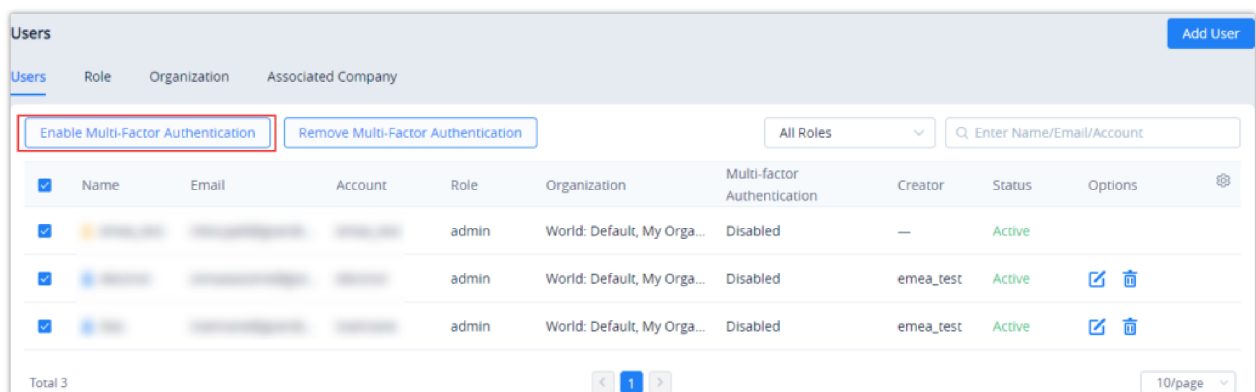 Users
Add User
Users Role Organization Associated Company
Enable Multi-Factor Authentication Remove Multi-Factor Authentication All Roles Enter Name/Email/Account
Name Email Account Role Organization Multi-factor Authentication Creator Status Options
admin World: Default, My Orga... Disabled — Active
admin World: Default, My Orga... Disabled emea_test Active
admin World: Default, My Orga... Disabled emea_test Active
Total 3 < 1 > 10/page